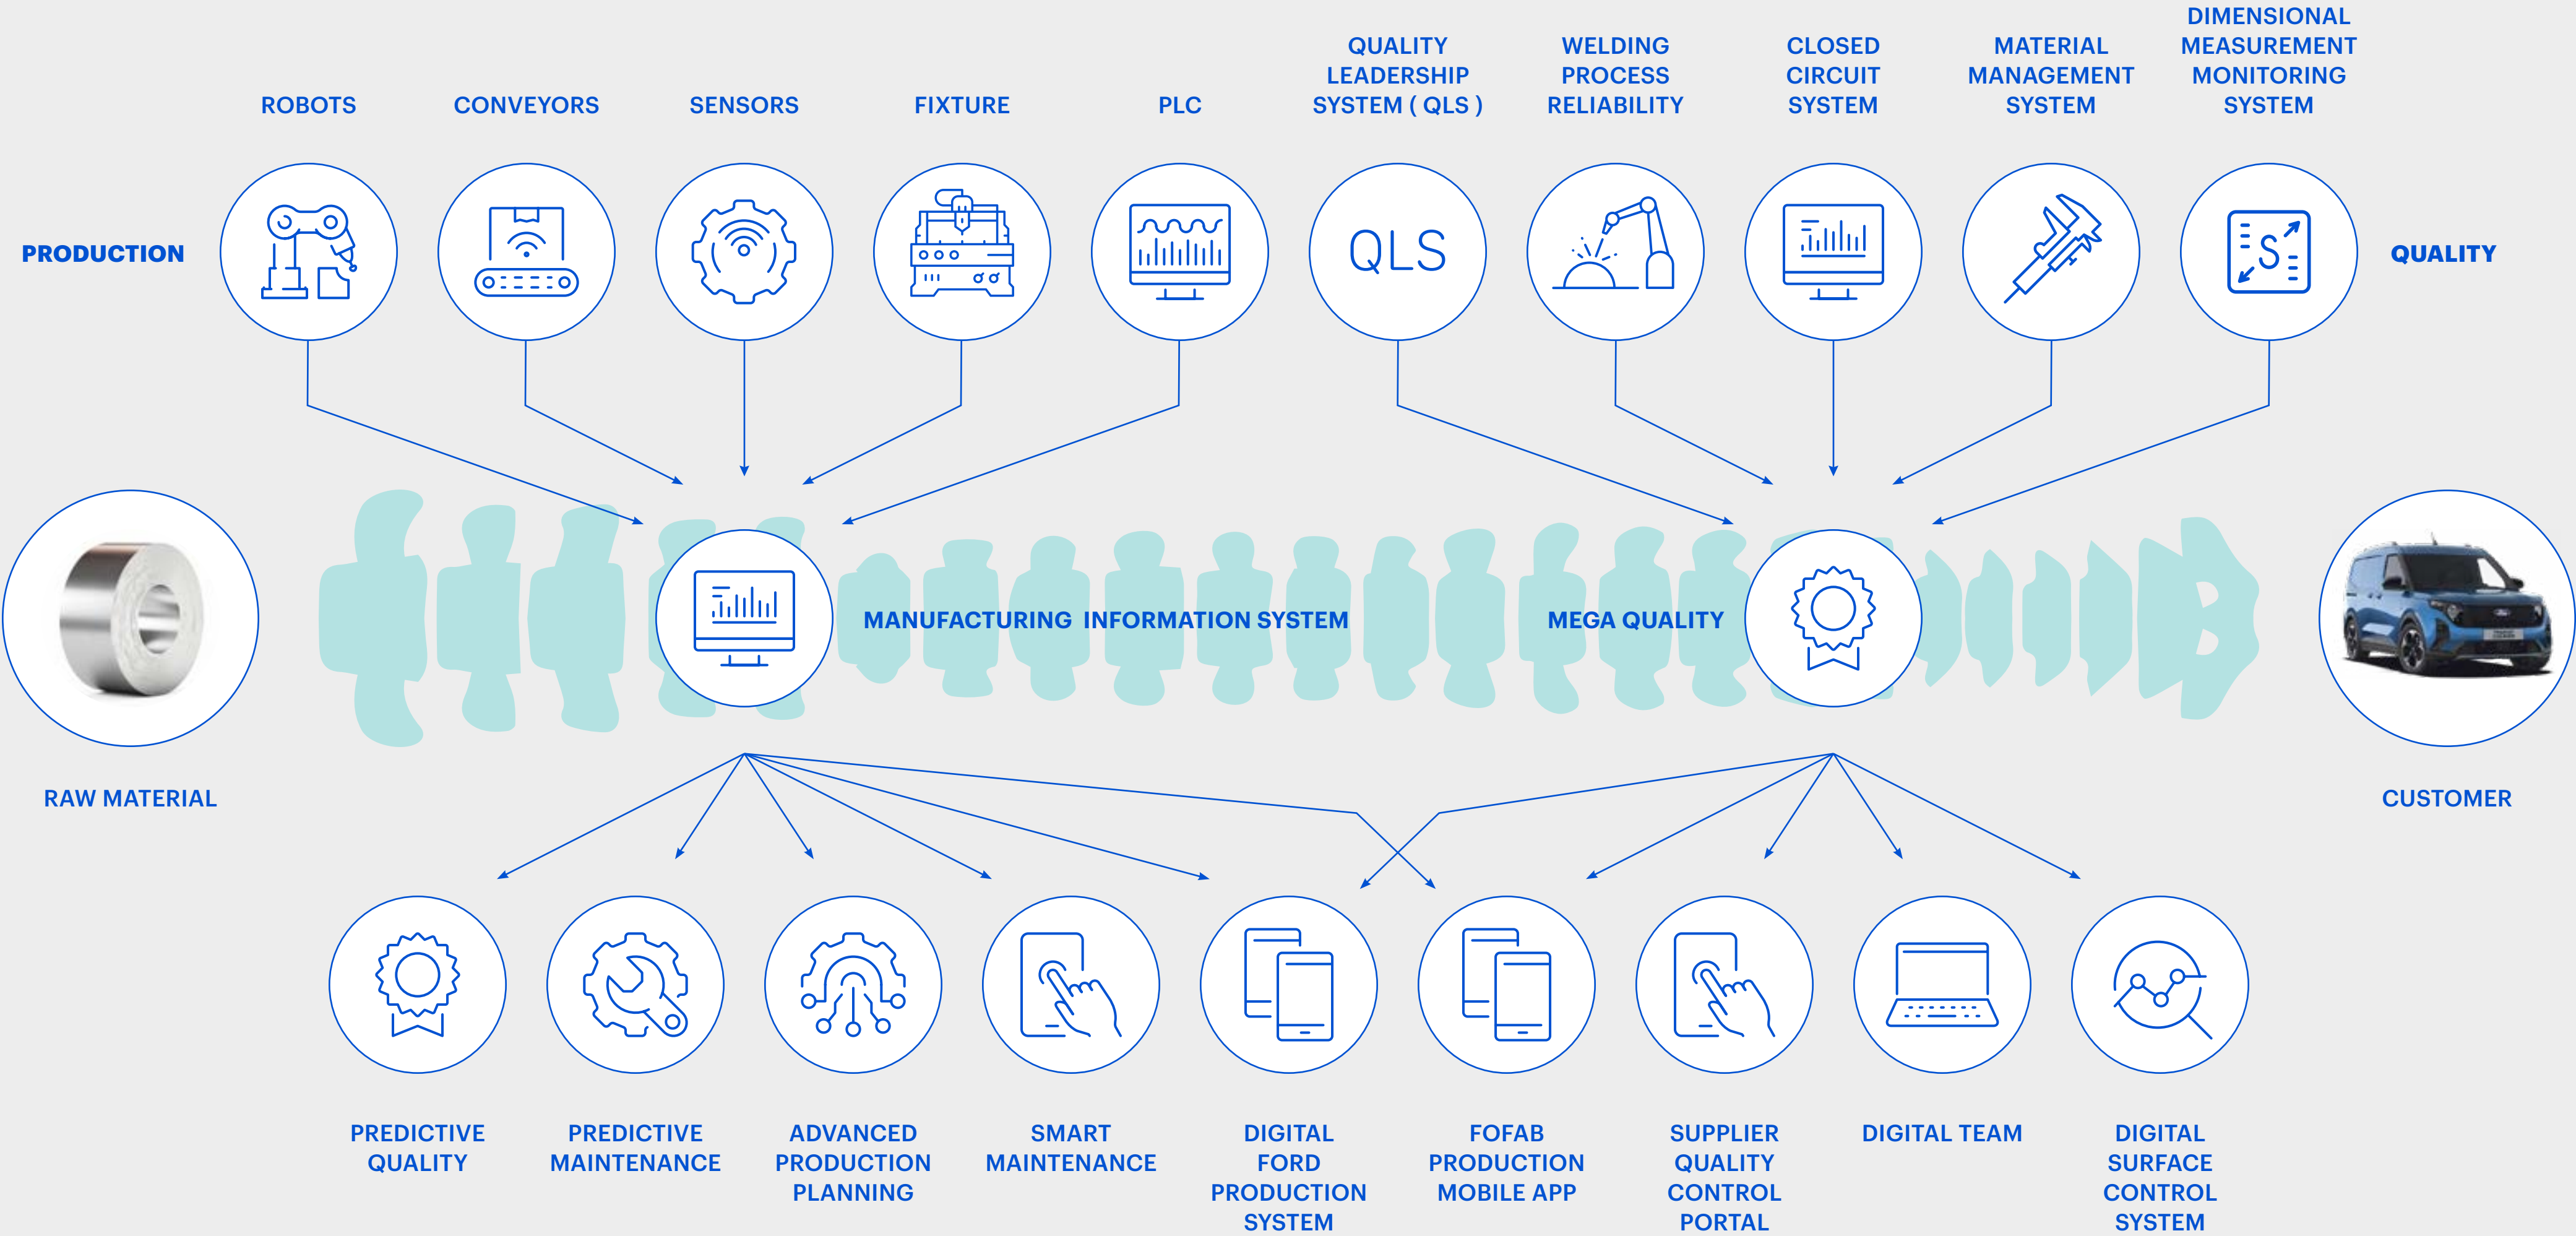 ROBOTS
CONVEYORS
SENSORS
FIXTURE
PLC
QUALITY
LEADERSHIP
SYSTEM ( QLS )
WELDING
PROCESS
RELIABILITY
CLOSED
CIRCUIT
SYSTEM
MATERIAL
MANAGEMENT
SYSTEM
DIMENSIONAL
MEASUREMENT
MONITORING
SYSTEM
PRODUCTION
QLS
S
QUALITY
MANUFACTURING INFORMATION SYSTEM
MEGA QUALITY
RAW MATERIAL
CUSTOMER
PREDICTIVE
QUALITY
PREDICTIVE
MAINTENANCE
ADVANCED
PRODUCTION
PLANNING
SMART
MAINTENANCE
DIGITAL
FORD
PRODUCTION
SYSTEM
FOFAB
PRODUCTION
MOBILE APP
SUPPLIER
QUALITY
CONTROL
PORTAL
DIGITAL TEAM
DIGITAL
SURFACE
CONTROL
SYSTEM